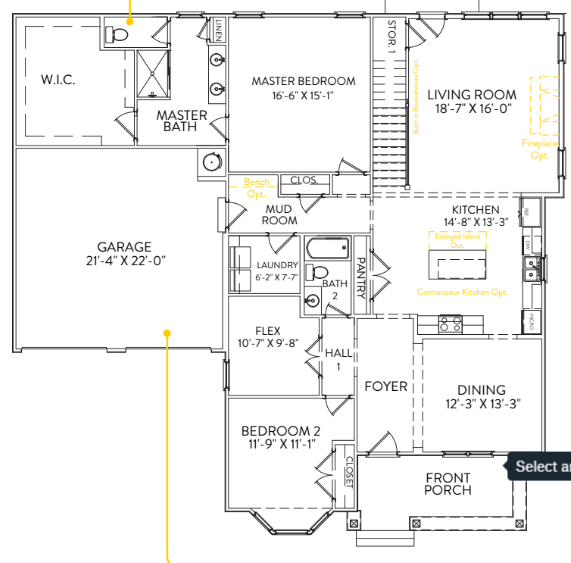 W.I.C.
LINEN
MASTER
BATH
MASTER BEDROOM
16'-6" X 15'-1"
STOR. 1
Built in Bookshelves Opt.
LIVING ROOM
18'-7" X 16'-0"
Fireplace
Opt.
Bench
Opt.
CLOS.
MUD
ROOM
KITCHEN
14'-8" X 13'-3"
REF.
Enlarged Island
Opt.
D/W
Connoisseur Kitchen Opt.
MICRO
GARAGE
21'-4" X 22'-0"
LAUNDRY
6'-2" X 7'-7"
BATH
2
PANTRY
FLEX
10'-7" X 9'-8"
HALL
1
FOYER
DINING
12'-3" X 13'-3"
BEDROOM 2
11'-9" X 11'-1"
CLOSET
FRONT
PORCH
Select